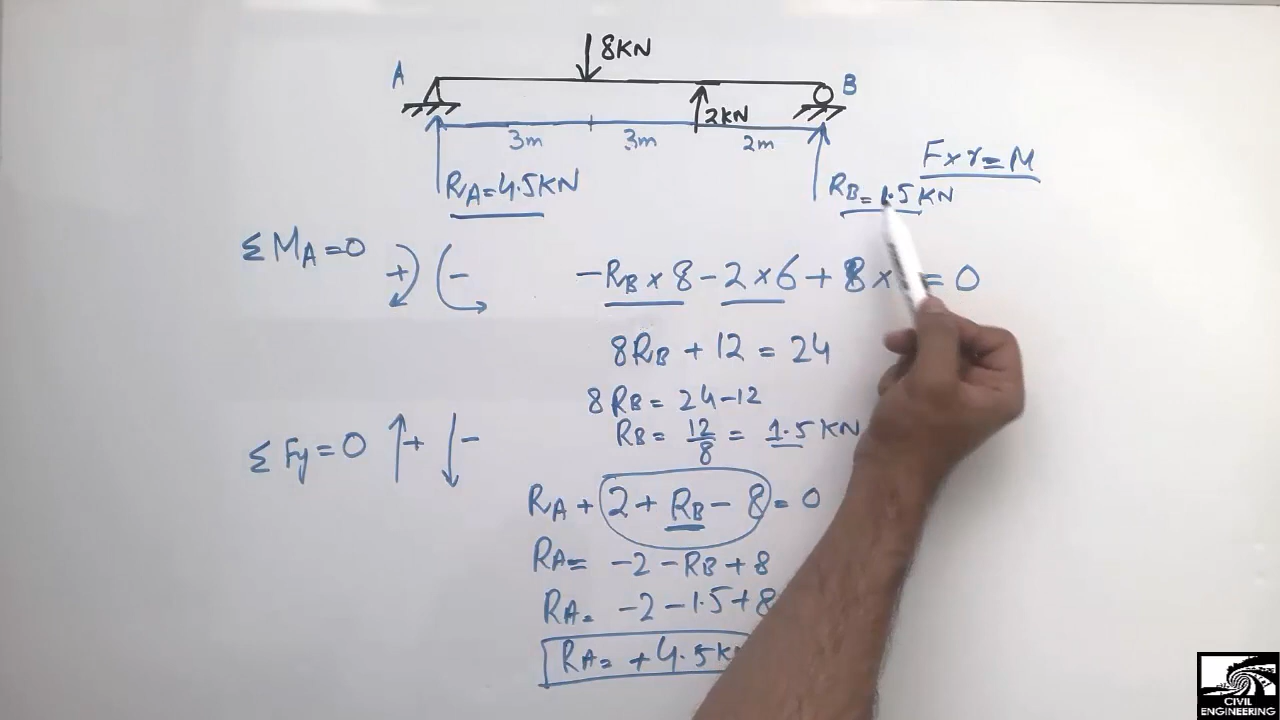 8KN
A
B
2KN
3m 3m 2m
F×r=M
RA=4.5KN
RB=1.5KN
ΣMA=0 + −
−RB×8−2×6+8× =0
8RB+12=24
8RB=24−12
RB=12/8=1.5KN
ΣFy=0 + −
RA+2+RB−8=0
RA=−2−RB+8
RA=−2−1.5+8
RA=+4.5K
CIVIL
ENGINEERING